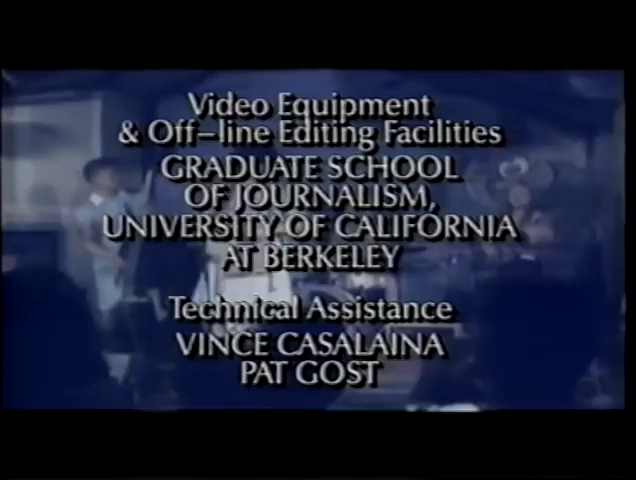 Video Equipment
& Off-line Editing Facilities
GRADUATE SCHOOL
OF JOURNALISM,
UNIVERSITY OF CALIFORNIA
AT BERKELEY
Technical Assistance
VINCE CASALAINA
PAT GOST